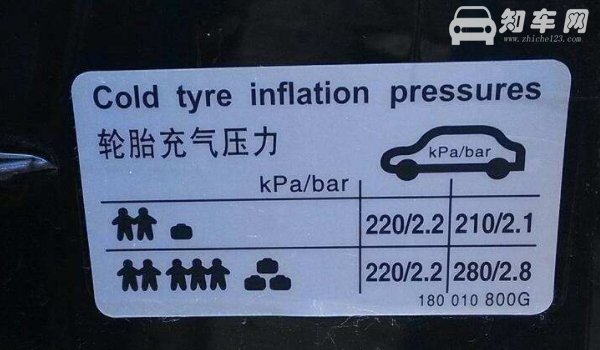 知车网
www.zhiche123.com
Cold tyre inflation pressures
轮胎充气压力
kPa/bar
kPa/bar
220/2.2 210/2.1
220/2.2 280/2.8
180 010 800G